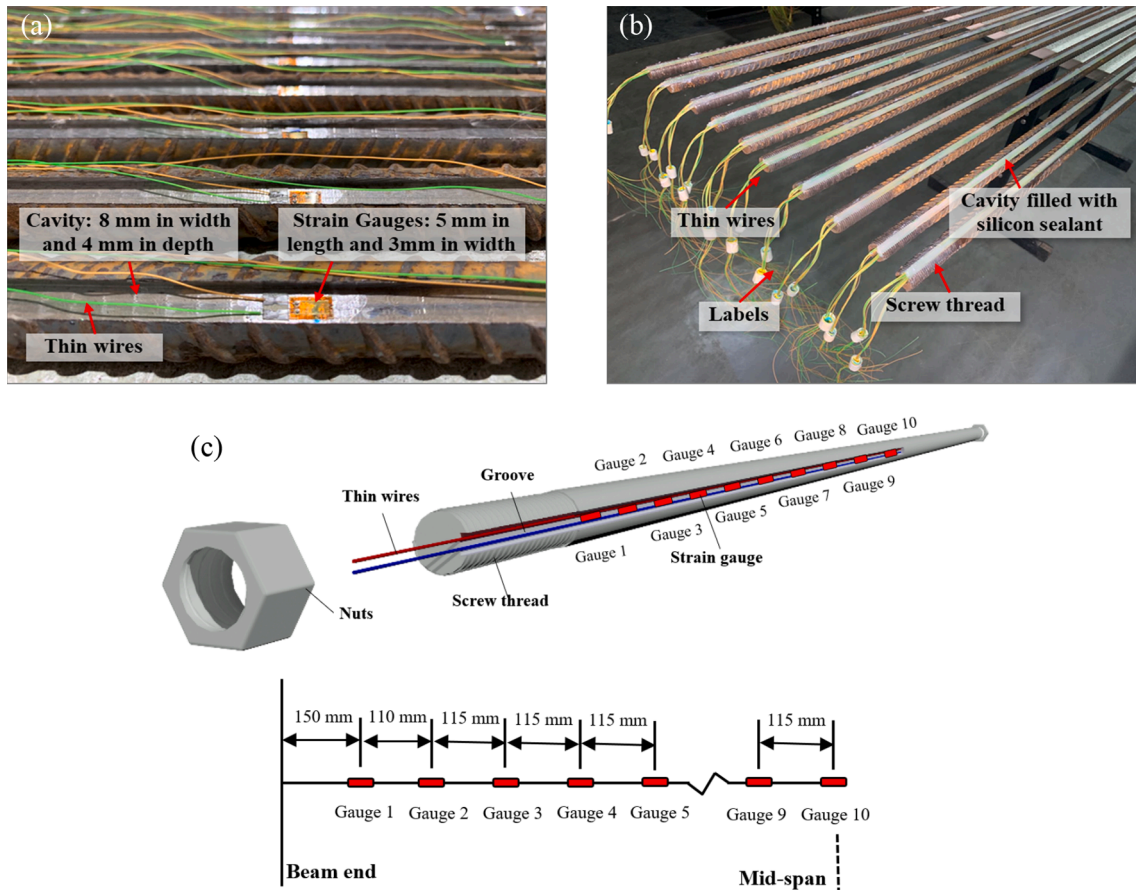 (a)
Cavity: 8 mm in width
and 4 mm in depth
Strain Gauges: 5 mm in
length and 3mm in width
Thin wires
(b)
Thin wires
Cavity filled with
silicon sealant
Labels
Screw thread
(c)
Gauge 2
Gauge 4
Gauge 6
Gauge 8
Gauge 10
Groove
Thin wires
Gauge 1
Gauge 3
Gauge 5
Gauge 7
Gauge 9
Strain gauge
Screw thread
Nuts
150 mm
110 mm
115 mm
115 mm
115 mm
115 mm
Gauge 1
Gauge 2
Gauge 3
Gauge 4
Gauge 5
Gauge 9
Gauge 10
Beam end
Mid-span